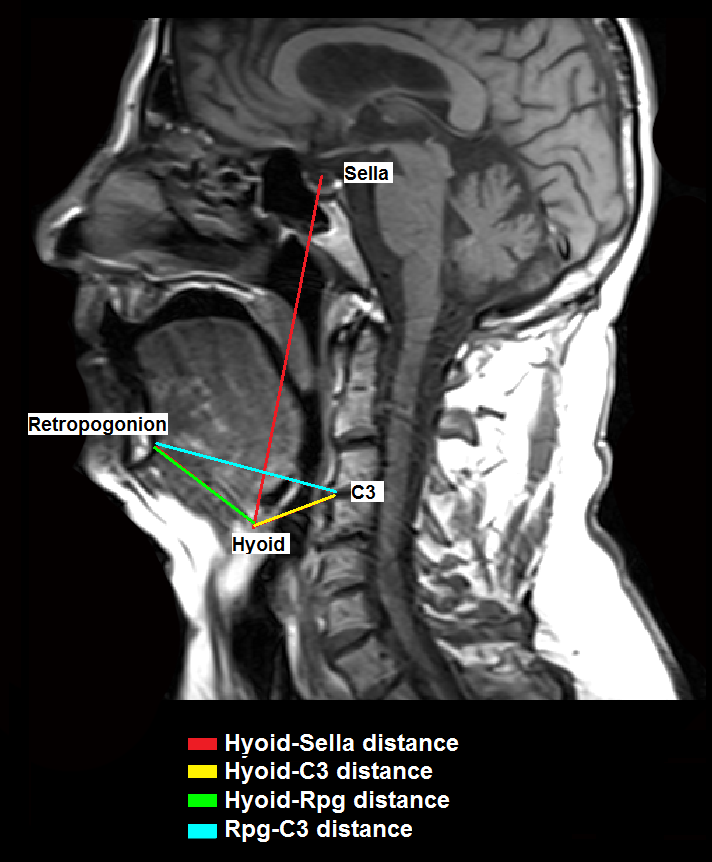 Sella
Retropogonion
C3
Hyoid
Hyoid-Sella distance
Hyoid-C3 distance
Hyoid-Rpg distance
Rpg-C3 distance